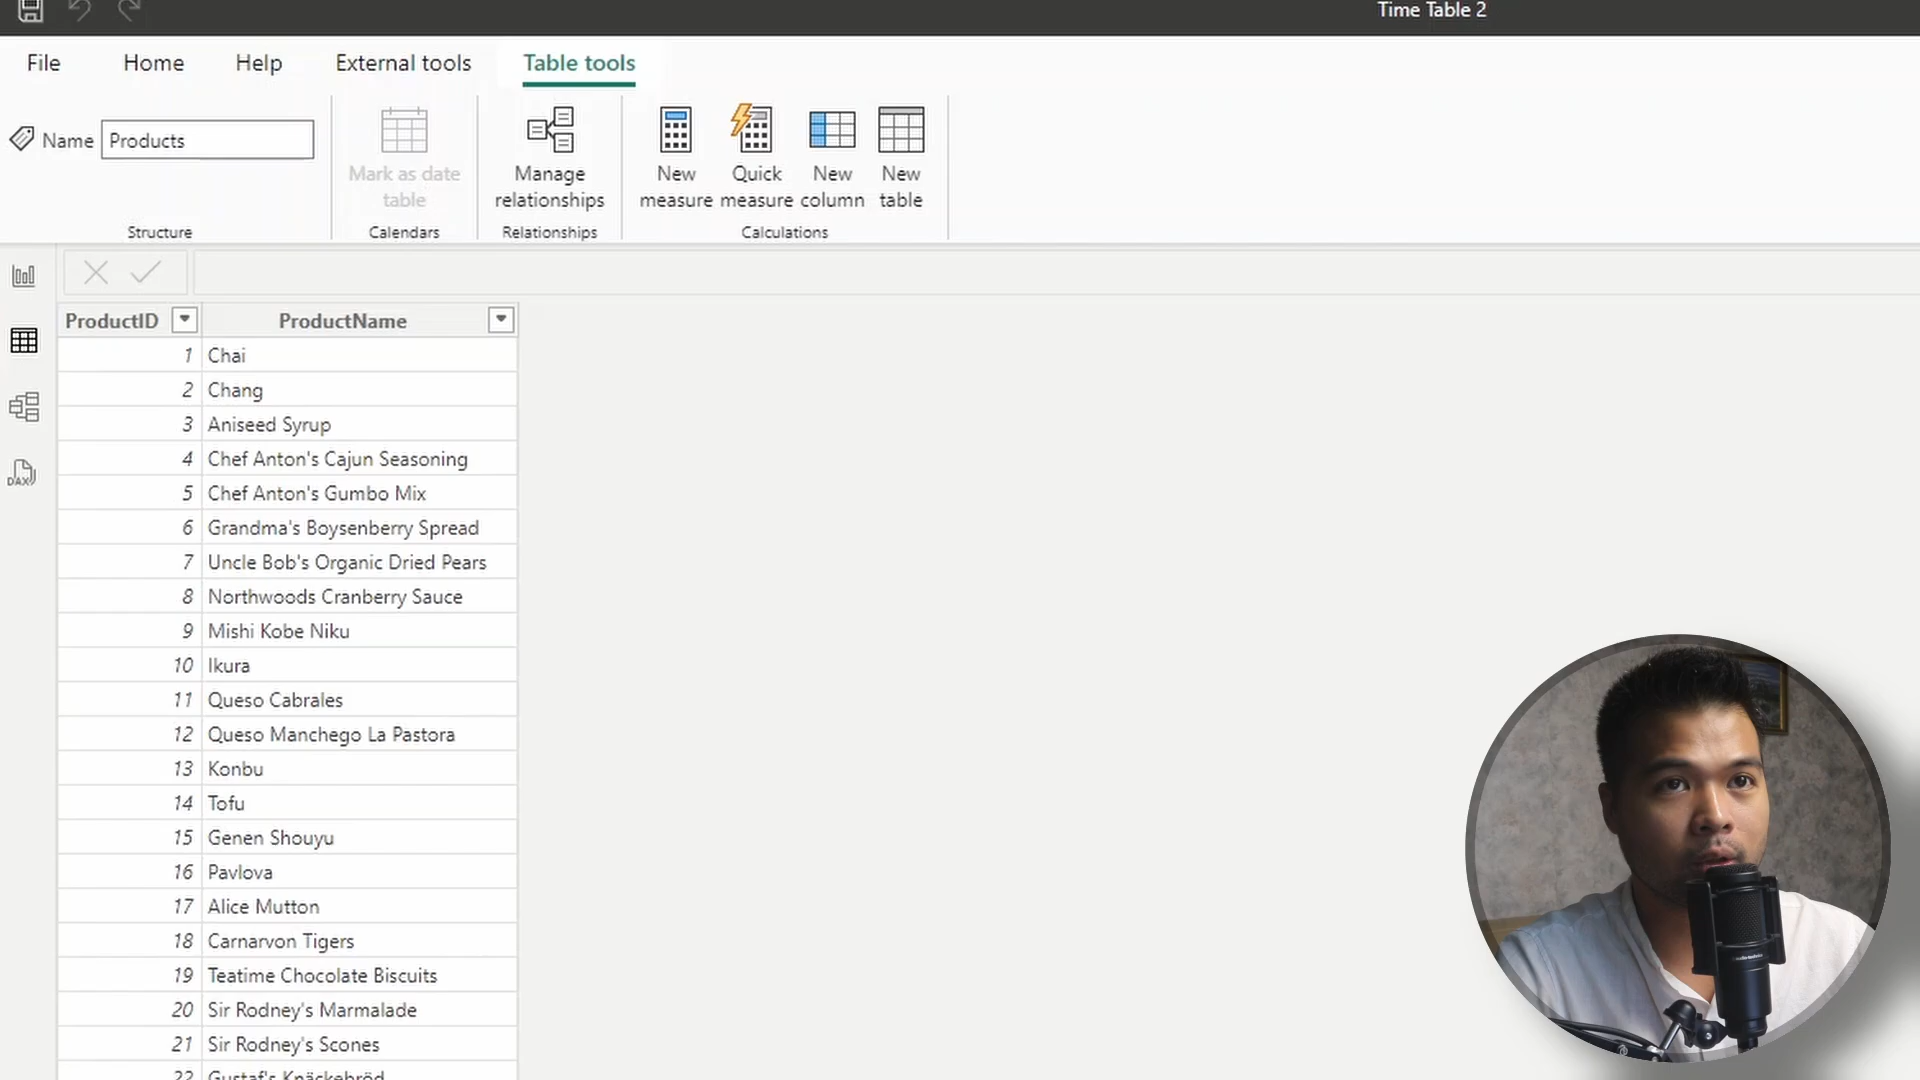 Time Table 2
File Home Help External tools Table tools
Name Products
Mark as date table
Manage relationships
New measure
Quick measure
New column
New table
Structure Calendars Relationships Calculations
DAX
ProductID ProductName
1 Chai
2 Chang
3 Aniseed Syrup
4 Chef Anton's Cajun Seasoning
5 Chef Anton's Gumbo Mix
6 Grandma's Boysenberry Spread
7 Uncle Bob's Organic Dried Pears
8 Northwoods Cranberry Sauce
9 Mishi Kobe Niku
10 Ikura
11 Queso Cabrales
12 Queso Manchego La Pastora
13 Konbu
14 Tofu
15 Genen Shouyu
16 Pavlova
17 Alice Mutton
18 Carnarvon Tigers
19 Teatime Chocolate Biscuits
20 Sir Rodney's Marmalade
21 Sir Rodney's Scones
22 Gustaf's Knäckebröd